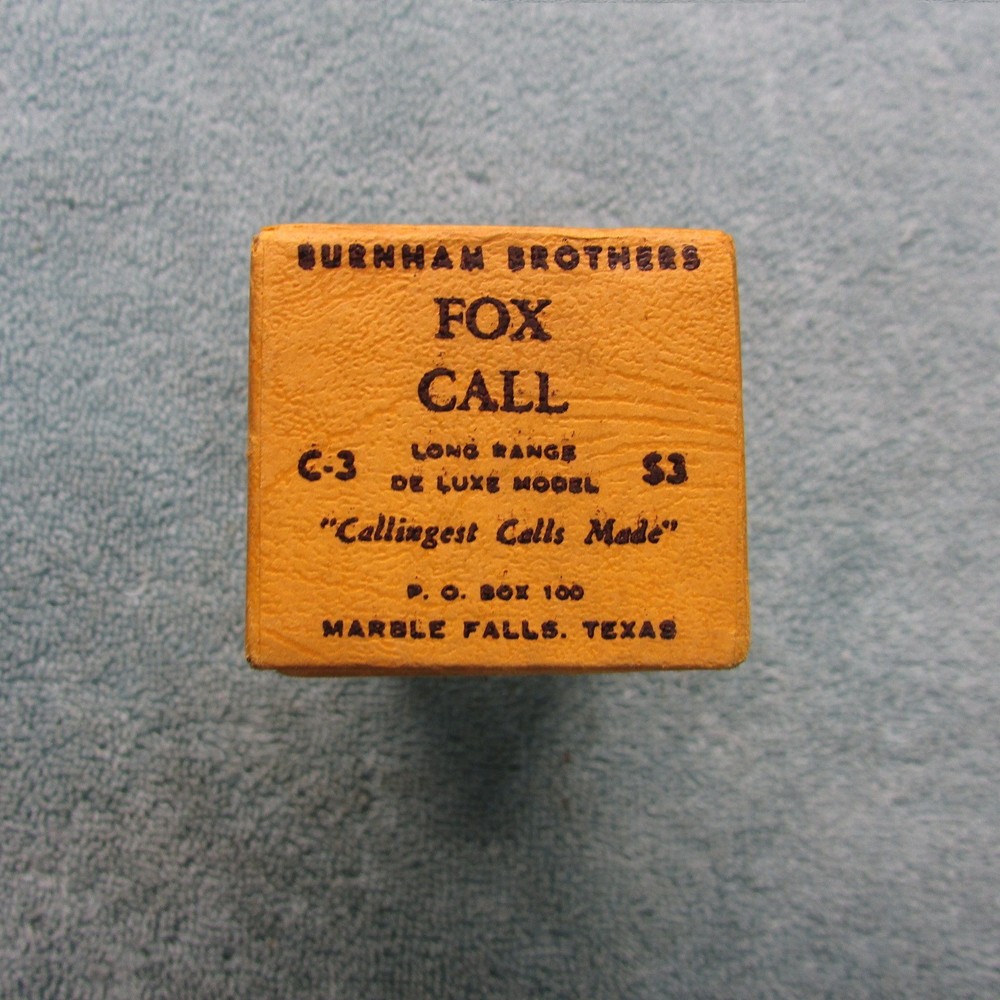 BURNHAM BROTHERS
FOX
CALL
LONG RANGE
C-3 DE LUXE MODEL $3
"Callingest Calls Made"
P. O. BOX 100
MARBLE FALLS. TEXAS